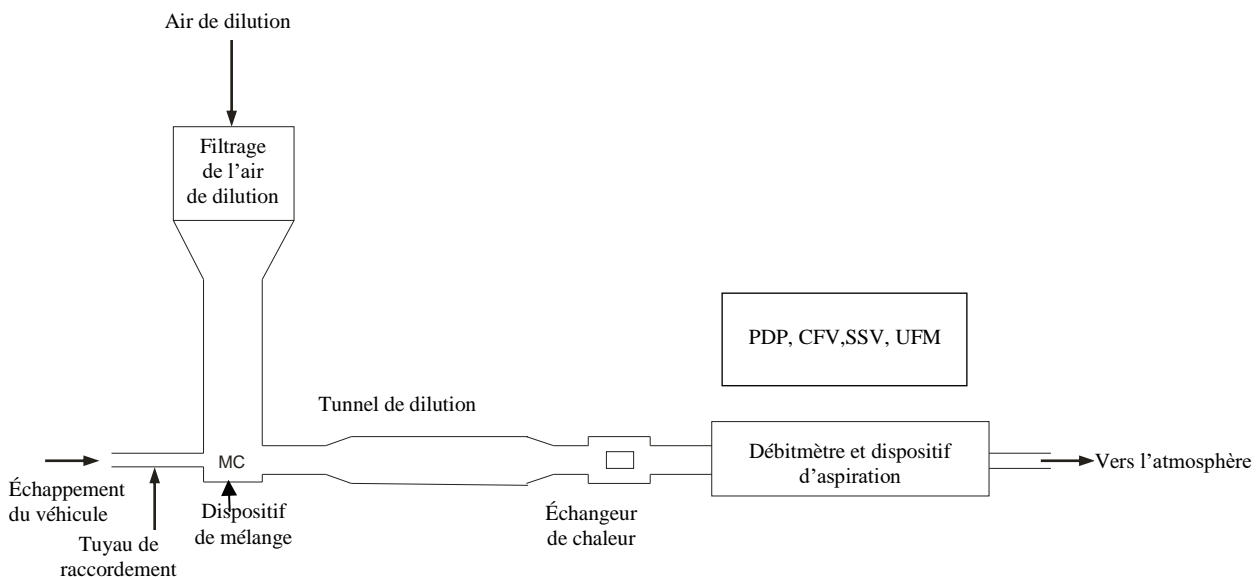 Air de dilution
Filtrage
de l’air
de dilution
PDP, CFV,SSV, UFM
Tunnel de dilution
MC
Débitmètre et dispositif
d’aspiration
Vers l’atmosphère
Échappement
du véhicule
Tuyau de
raccordement
Dispositif
de mélange
Échangeur
de chaleur